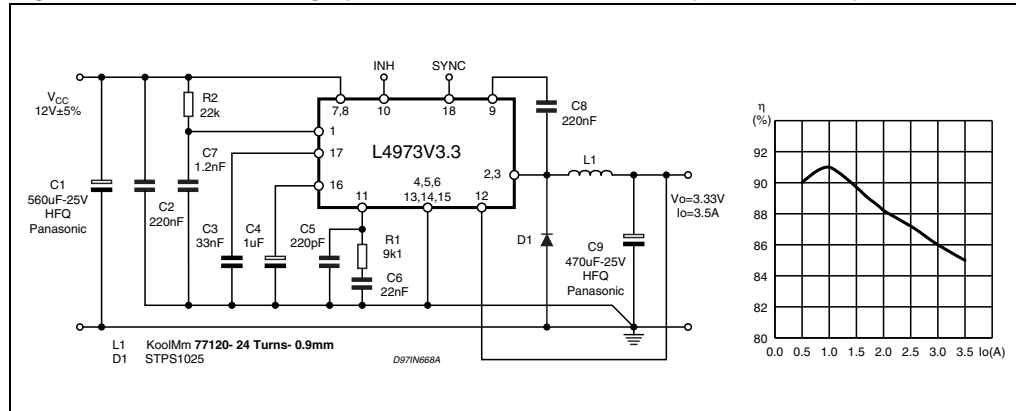 INH
SYNC
VCC
12V±5%
R2
22k
7,8
10
18
9
C8
220nF
1
17
16
L4973V3.3
4,5,6
13,14,15
11
12
2,3
L1
C7
1.2nF
C1
560uF-25V
HFQ
Panasonic
C2
220nF
C3
33nF
C4
1uF
C5
220pF
R1
9k1
C6
22nF
D1
C9
470uF-25V
HFQ
Panasonic
Vo=3.33V
Io=3.5A
L1 KoolMm 77120- 24 Turns- 0.9mm
D1 STPS1025
D97IN668A
η
(%)
92
90
88
86
84
82
80
0.0 0.5 1.0 1.5 2.0 2.5 3.0 3.5 Io(A)